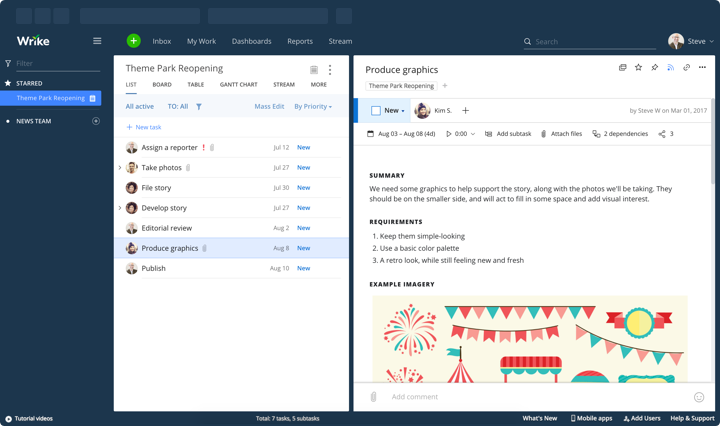 Wrike
Inbox
My Work
Dashboards
Reports
Stream
Search
Steve
Filter
STARRED
Theme Park Reopening
NEWS TEAM
Theme Park Reopening
LIST
BOARD
TABLE
GANTT CHART
STREAM
MORE
All active
TO: All
Mass Edit
By Priority
+ New task
Assign a reporter ! Jul 12 New
Take photos Jul 27 New
File story Jul 30 New
Develop story Jul 27 New
Editorial review Aug 2 New
Produce graphics Aug 8 New
Publish Aug 10 New
Produce graphics
Theme Park Reopening +
New
Kim S. +
by Steve W on Mar 01, 2017
Aug 03 – Aug 08 (4d)
0:00
Add subtask
Attach files
2 dependencies
3
SUMMARY
We need some graphics to help support the story, along with the photos we'll be taking. They
should be on the smaller side, and will act to fill in some space and add visual interest.
REQUIREMENTS
1. Keep them simple-looking
2. Use a basic color palette
3. A retro look, while still feeling new and fresh
EXAMPLE IMAGERY
Add comment
Tutorial videos
Total: 7 tasks, 5 subtasks
What's New
Mobile apps
Add Users
Help & Support